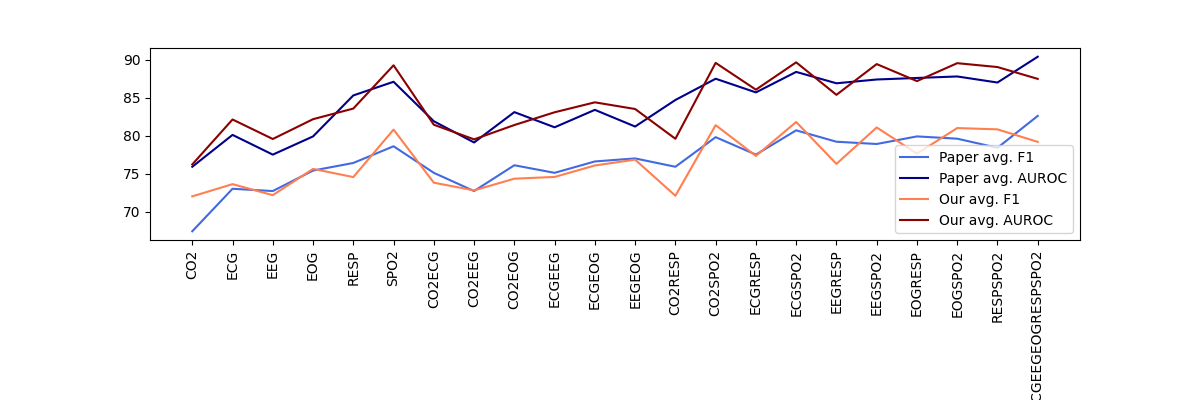 90
85
80
75
70
Paper avg. F1
Paper avg. AUROC
Our avg. F1
Our avg. AUROC
CO2
ECG
EEG
EOG
RESP
SPO2
CO2ECG
CO2EEG
CO2EOG
ECGEEG
ECGEOG
EEGEOG
CO2RESP
CO2SPO2
ECGRESP
ECGSPO2
EEGRESP
EEGSPO2
EOGRESP
EOGSPO2
RESPSPO2
CGEEGEOGRESPSPO2